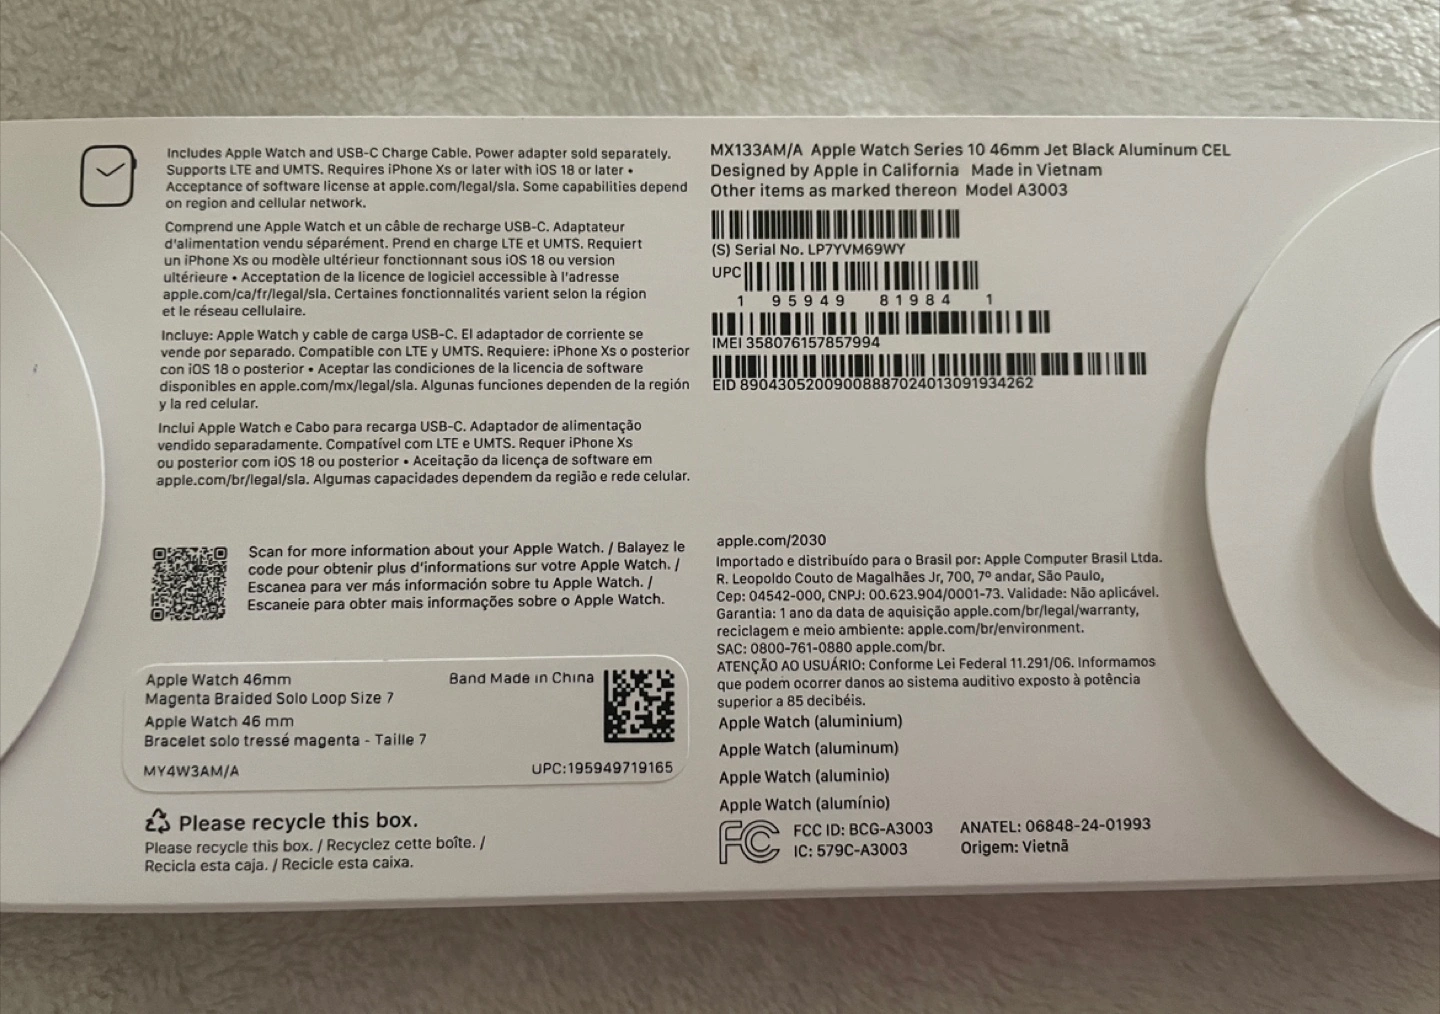 Includes Apple Watch and USB-C Charge Cable. Power adapter sold separately.
Supports LTE and UMTS. Requires iPhone Xs or later with iOS 18 or later •
Acceptance of software license at apple.com/legal/sla. Some capabilities depend
on region and cellular network.
Comprend une Apple Watch et un câble de recharge USB-C. Adaptateur
d'alimentation vendu séparément. Prend en charge LTE et UMTS. Requiert
un iPhone Xs ou modèle ultérieur fonctionnant sous iOS 18 ou version
ultérieure • Acceptation de la licence de logiciel accessible à l'adresse
apple.com/ca/fr/legal/sla. Certaines fonctionnalités varient selon la région
et le réseau cellulaire.
Incluye: Apple Watch y cable de carga USB-C. El adaptador de corriente se
vende por separado. Compatible con LTE y UMTS. Requiere: iPhone Xs o posterior
con iOS 18 o posterior • Aceptar las condiciones de la licencia de software
disponibles en apple.com/mx/legal/sla. Algunas funciones dependen de la región
y la red celular.
Inclui Apple Watch e Cabo para recarga USB-C. Adaptador de alimentação
vendido separadamente. Compatível com LTE e UMTS. Requer iPhone Xs
ou posterior com iOS 18 ou posterior • Aceitação da licença de software em
apple.com/br/legal/sla. Algumas capacidades dependem da região e rede celular.
Scan for more information about your Apple Watch. / Balayez le
code pour obtenir plus d'informations sur votre Apple Watch. /
Escanea para ver más información sobre tu Apple Watch. /
Escaneie para obter mais informações sobre o Apple Watch.
Apple Watch 46mm
Magenta Braided Solo Loop Size 7
Apple Watch 46 mm
Bracelet solo tressé magenta - Taille 7
MY4W3AM/A
Band Made in China
UPC:195949719165
Please recycle this box.
Please recycle this box. / Recyclez cette boîte. /
Recicla esta caja. / Recicle esta caixa.
MX133AM/A Apple Watch Series 10 46mm Jet Black Aluminum CEL
Designed by Apple in California Made in Vietnam
Other items as marked thereon Model A3003
(S) Serial No. LP7YVM69WY
UPC
1 95949 81984 1
IMEI 358076157857994
EID 89043052009008887024013091934262
apple.com/2030
Importado e distribuído para o Brasil por: Apple Computer Brasil Ltda.
R. Leopoldo Couto de Magalhães Jr, 700, 7º andar, São Paulo,
Cep: 04542-000, CNPJ: 00.623.904/0001-73. Validade: Não aplicável.
Garantia: 1 ano da data de aquisição apple.com/br/legal/warranty,
reciclagem e meio ambiente: apple.com/br/environment.
SAC: 0800-761-0880 apple.com/br.
ATENÇÃO AO USUÁRIO: Conforme Lei Federal 11.291/06. Informamos
que podem ocorrer danos ao sistema auditivo exposto à potência
superior a 85 decibéis.
Apple Watch (aluminium)
Apple Watch (aluminum)
Apple Watch (aluminio)
Apple Watch (alumínio)
FC
FCC ID: BCG-A3003
IC: 579C-A3003
ANATEL: 06848-24-01993
Origem: Vietnã